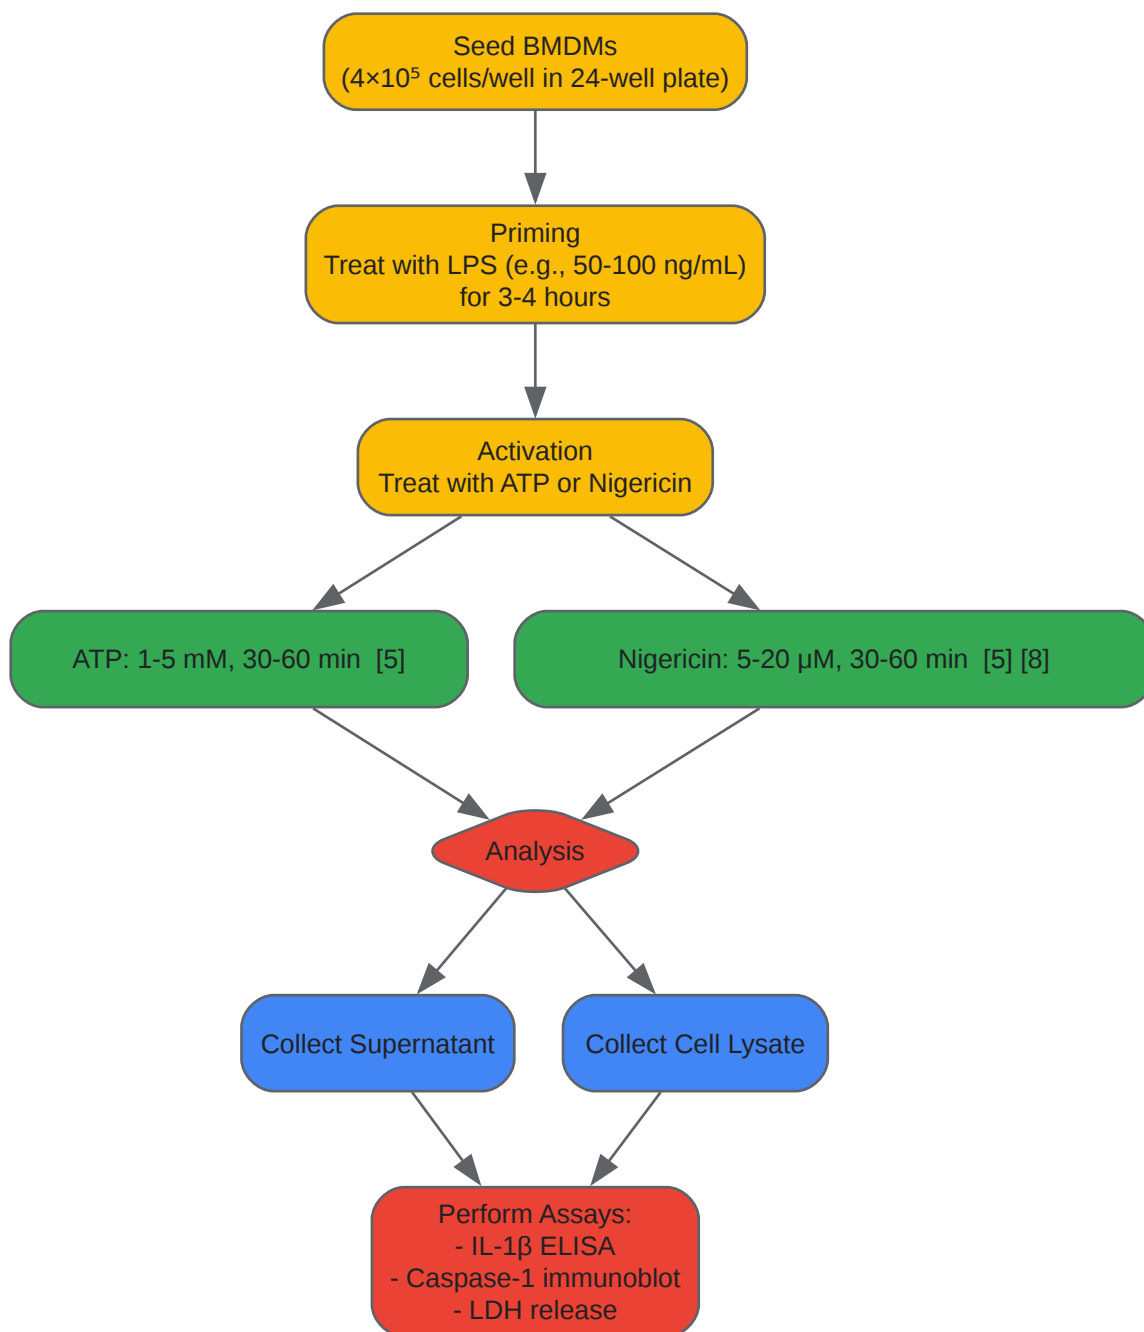 Seed BMDMs
(4×10⁵ cells/well in 24-well plate)
Priming
Treat with LPS (e.g., 50-100 ng/mL)
for 3-4 hours
Activation
Treat with ATP or Nigericin
ATP: 1-5 mM, 30-60 min  [5]
Nigericin: 5-20 μM, 30-60 min  [5] [8]
Analysis
Collect Supernatant
Collect Cell Lysate
Perform Assays:
- IL-1β ELISA
- Caspase-1 immunoblot
- LDH release